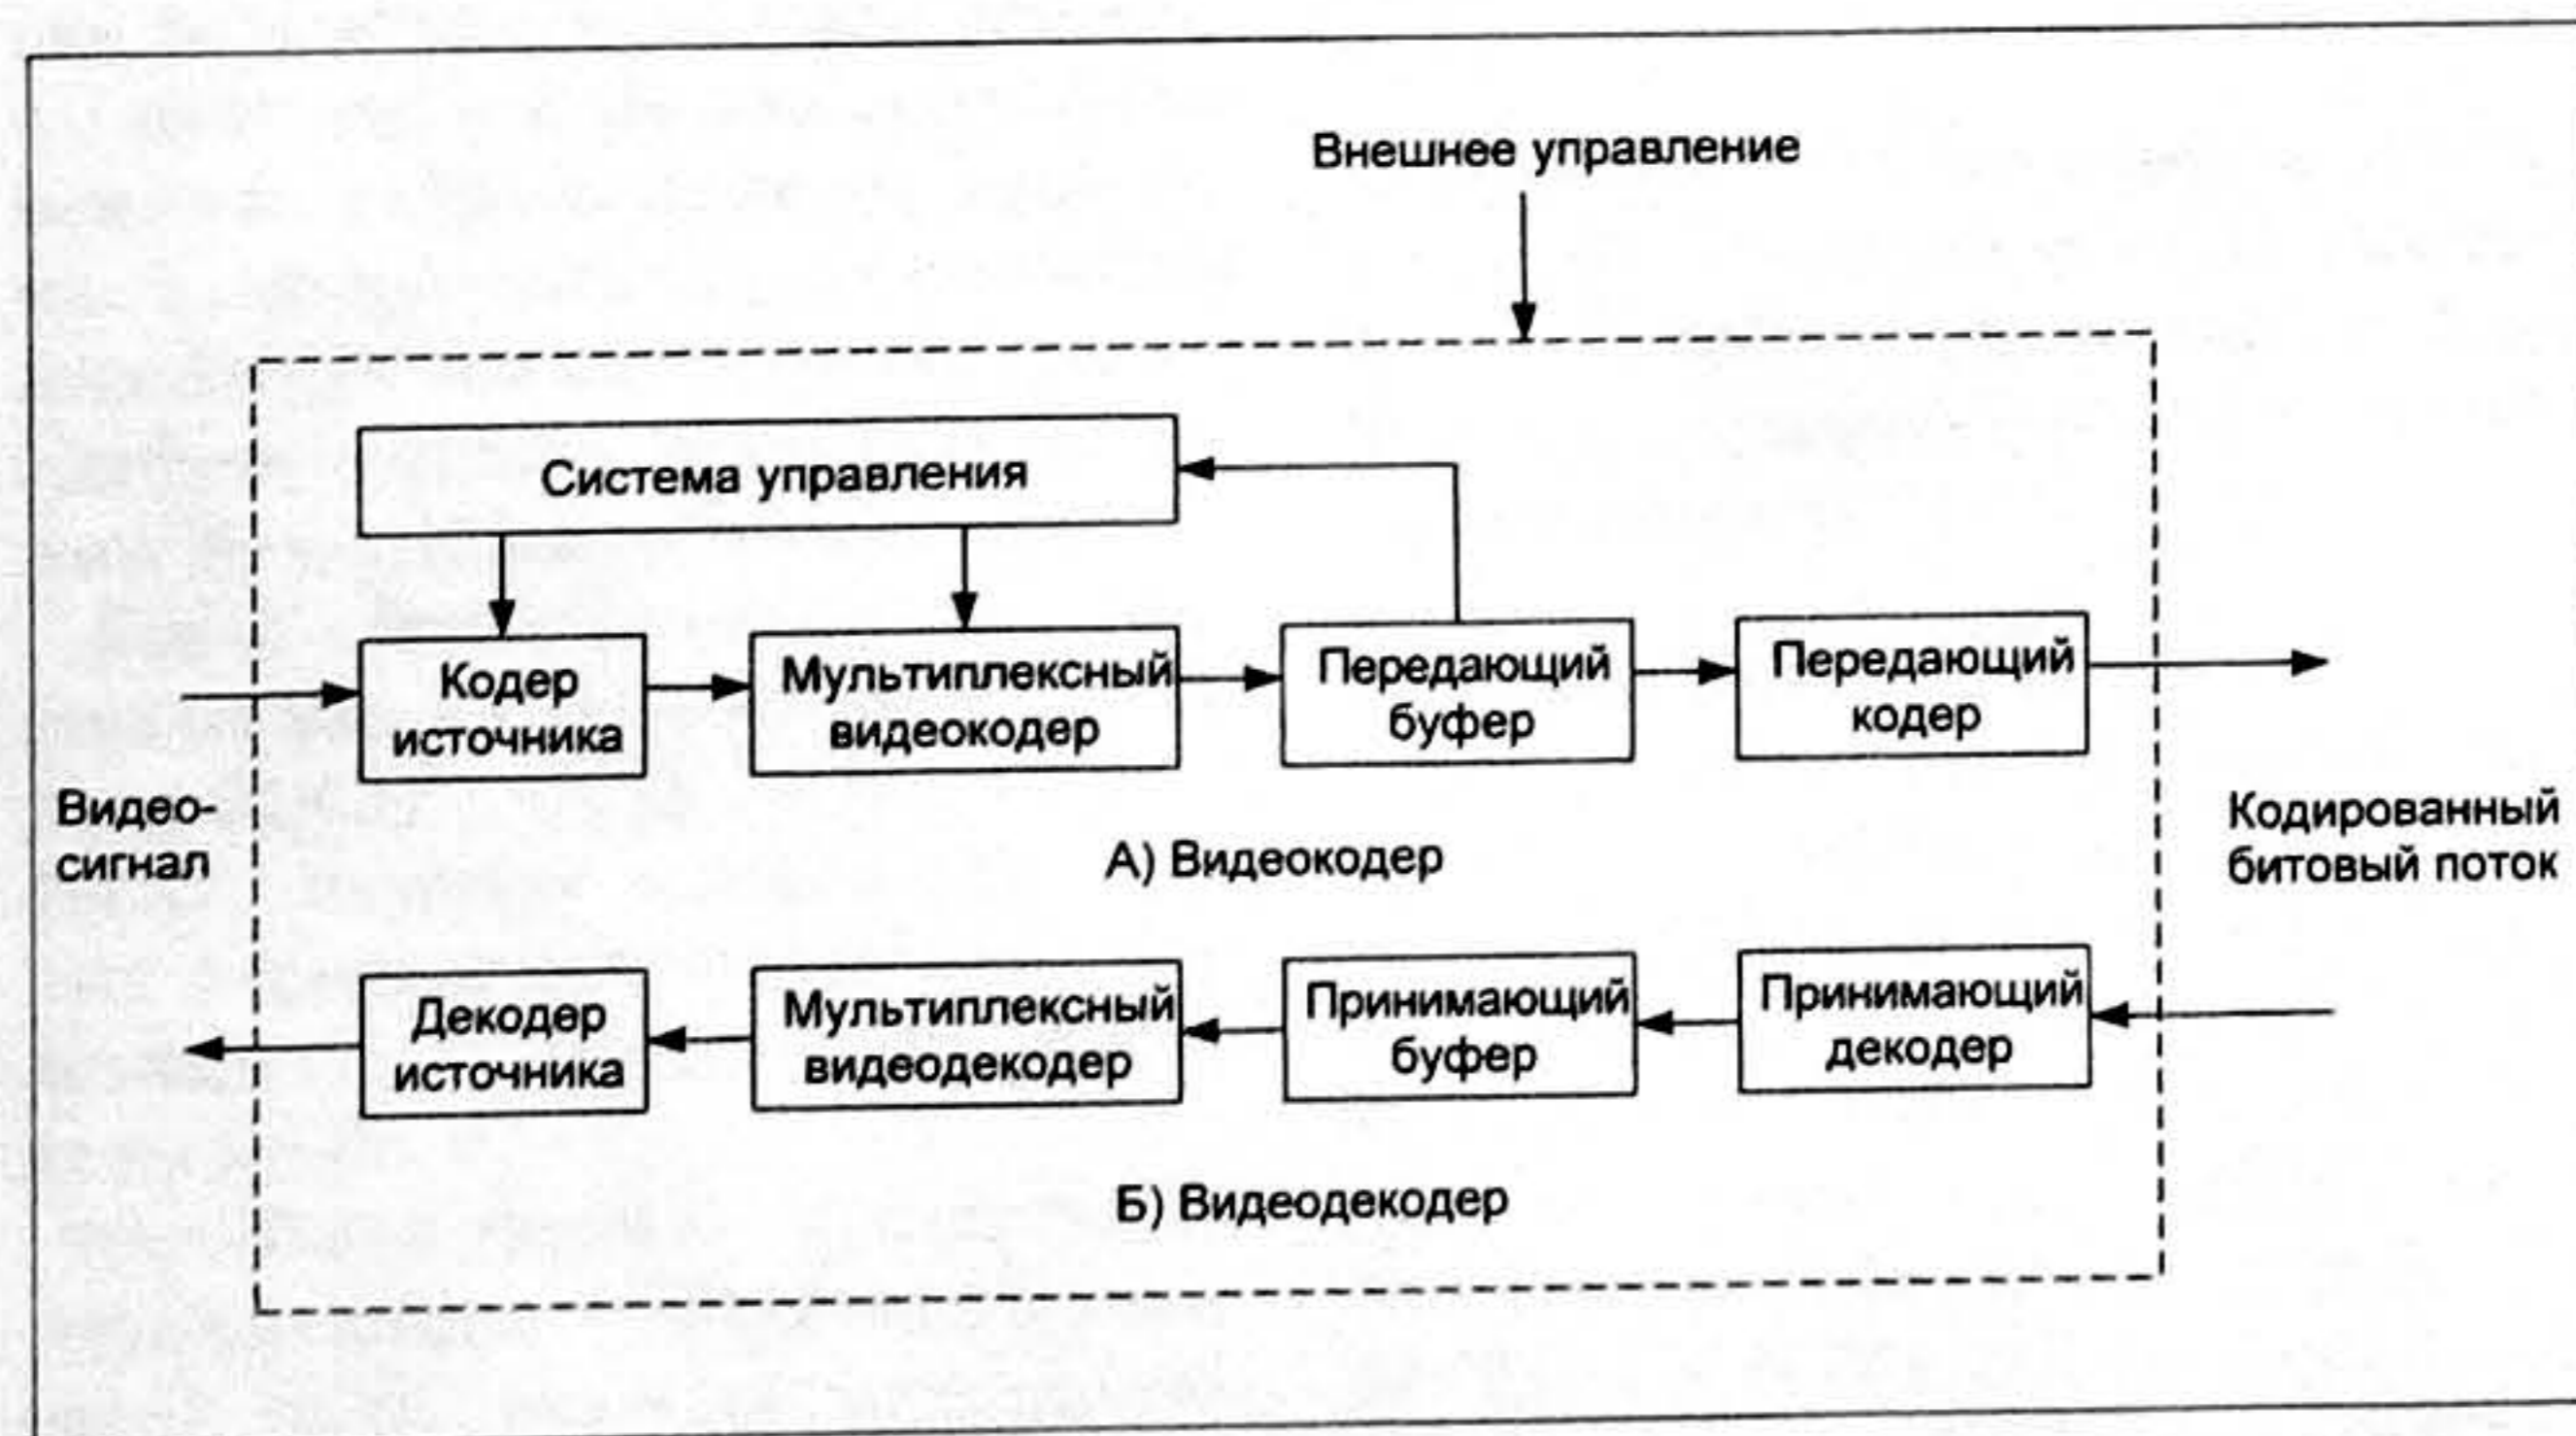 Внешнее управление
Система управления
Кодер
источника
Мультиплексный
видеокодер
Передающий
буфер
Передающий
кодер
Видео-
сигнал
А) Видеокодер
Кодированный
битовый поток
Декодер
источника
Мультиплексный
видеодекодер
Принимающий
буфер
Принимающий
декодер
Б) Видеодекодер